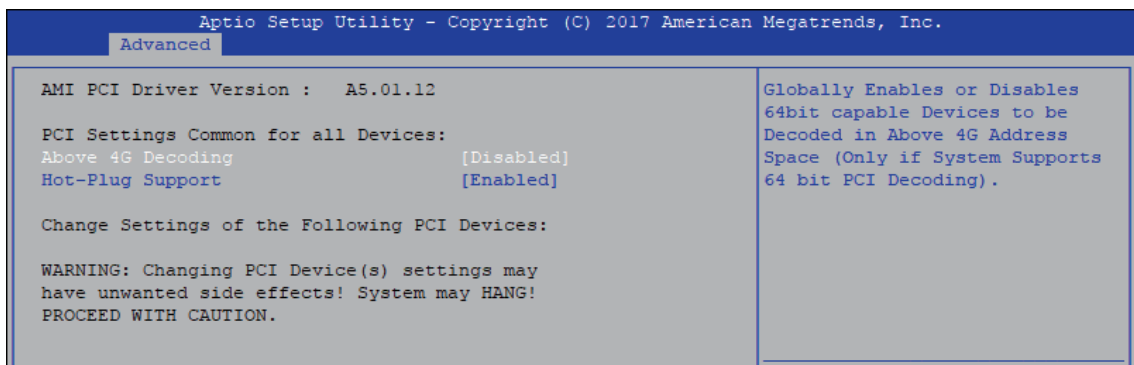 Aptio Setup Utility - Copyright (C) 2017 American Megatrends, Inc.
Advanced
AMI PCI Driver Version :   A5.01.12
PCI Settings Common for all Devices:
Above 4G Decoding [Disabled]
Hot-Plug Support [Enabled]
Change Settings of the Following PCI Devices:
WARNING: Changing PCI Device(s) settings may
have unwanted side effects! System may HANG!
PROCEED WITH CAUTION.
Globally Enables or Disables
64bit capable Devices to be
Decoded in Above 4G Address
Space (Only if System Supports
64 bit PCI Decoding).